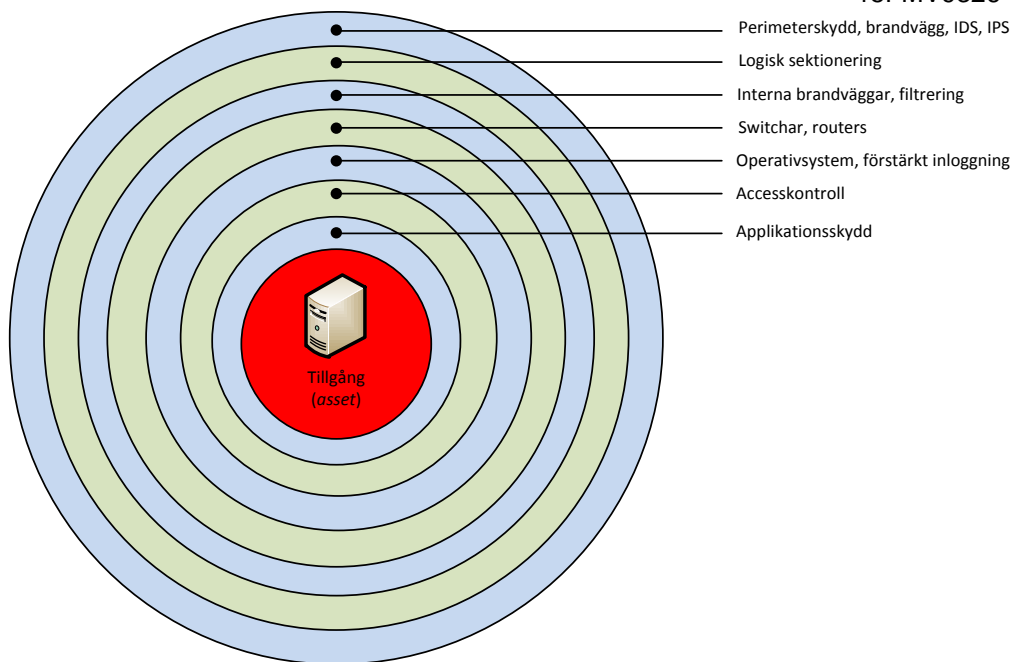 Perimeterskydd, brandvägg, IDS, IPS
Logisk sektionering
Interna brandväggar, filtrering
Switchar, routers
Operativsystem, förstärkt inloggning
Accesskontroll
Applikationsskydd
Tillgång
(asset)